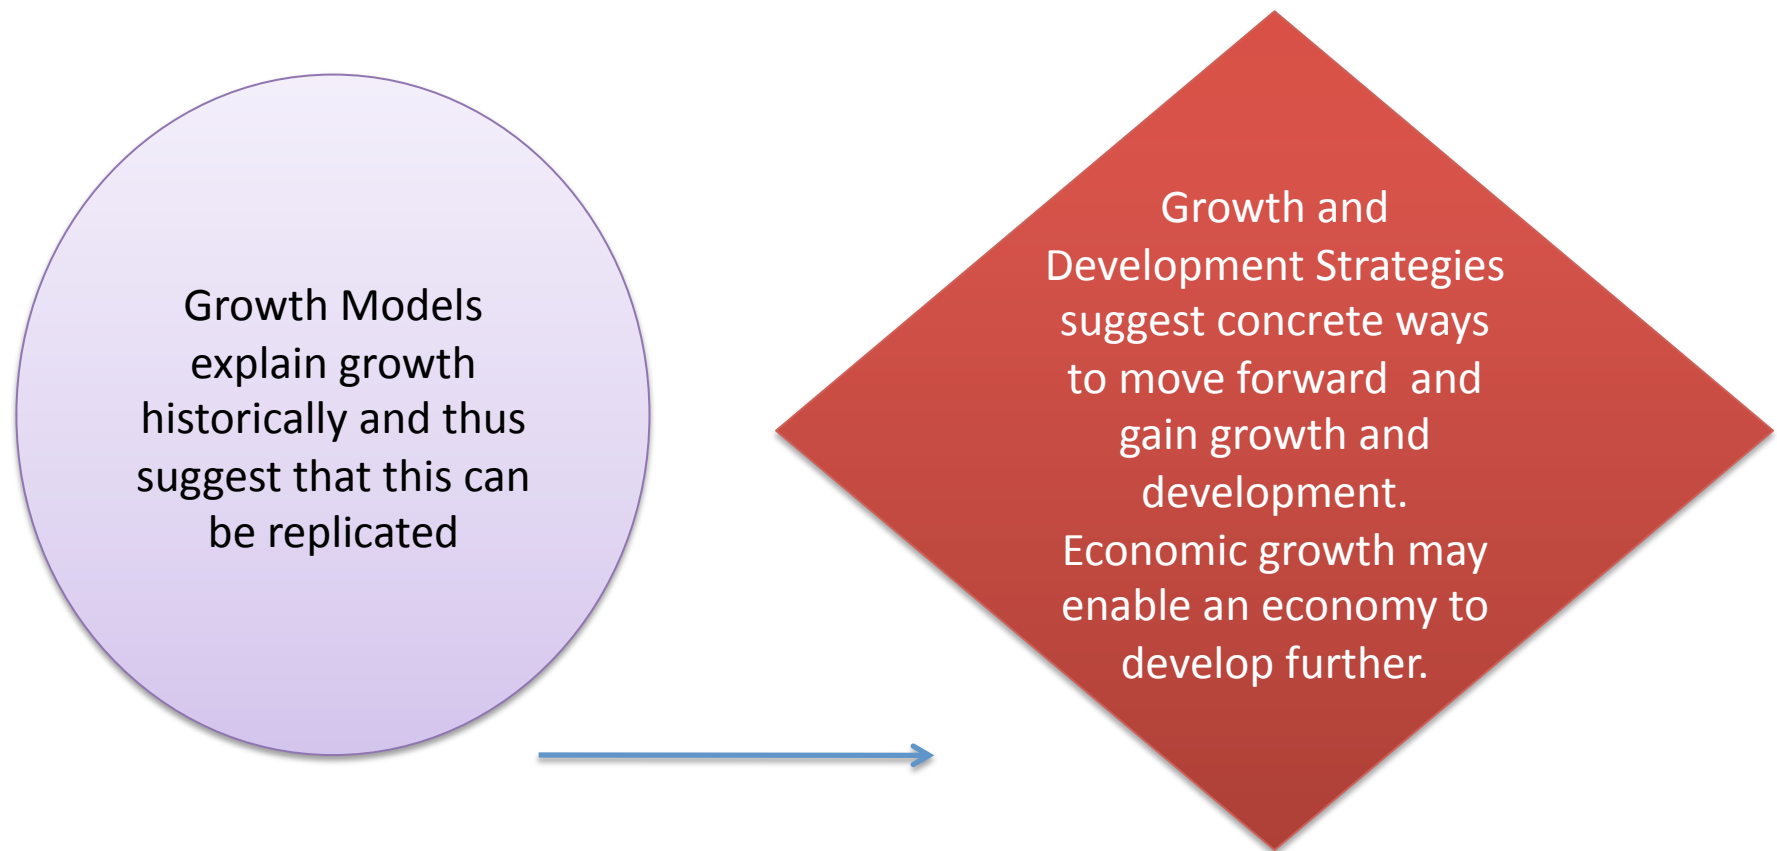 Growth Models
explain growth
historically and thus
suggest that this can
be replicated
Growth and
Development Strategies
suggest concrete ways
to move forward  and
gain growth and
development.
Economic growth may
enable an economy to
develop further.